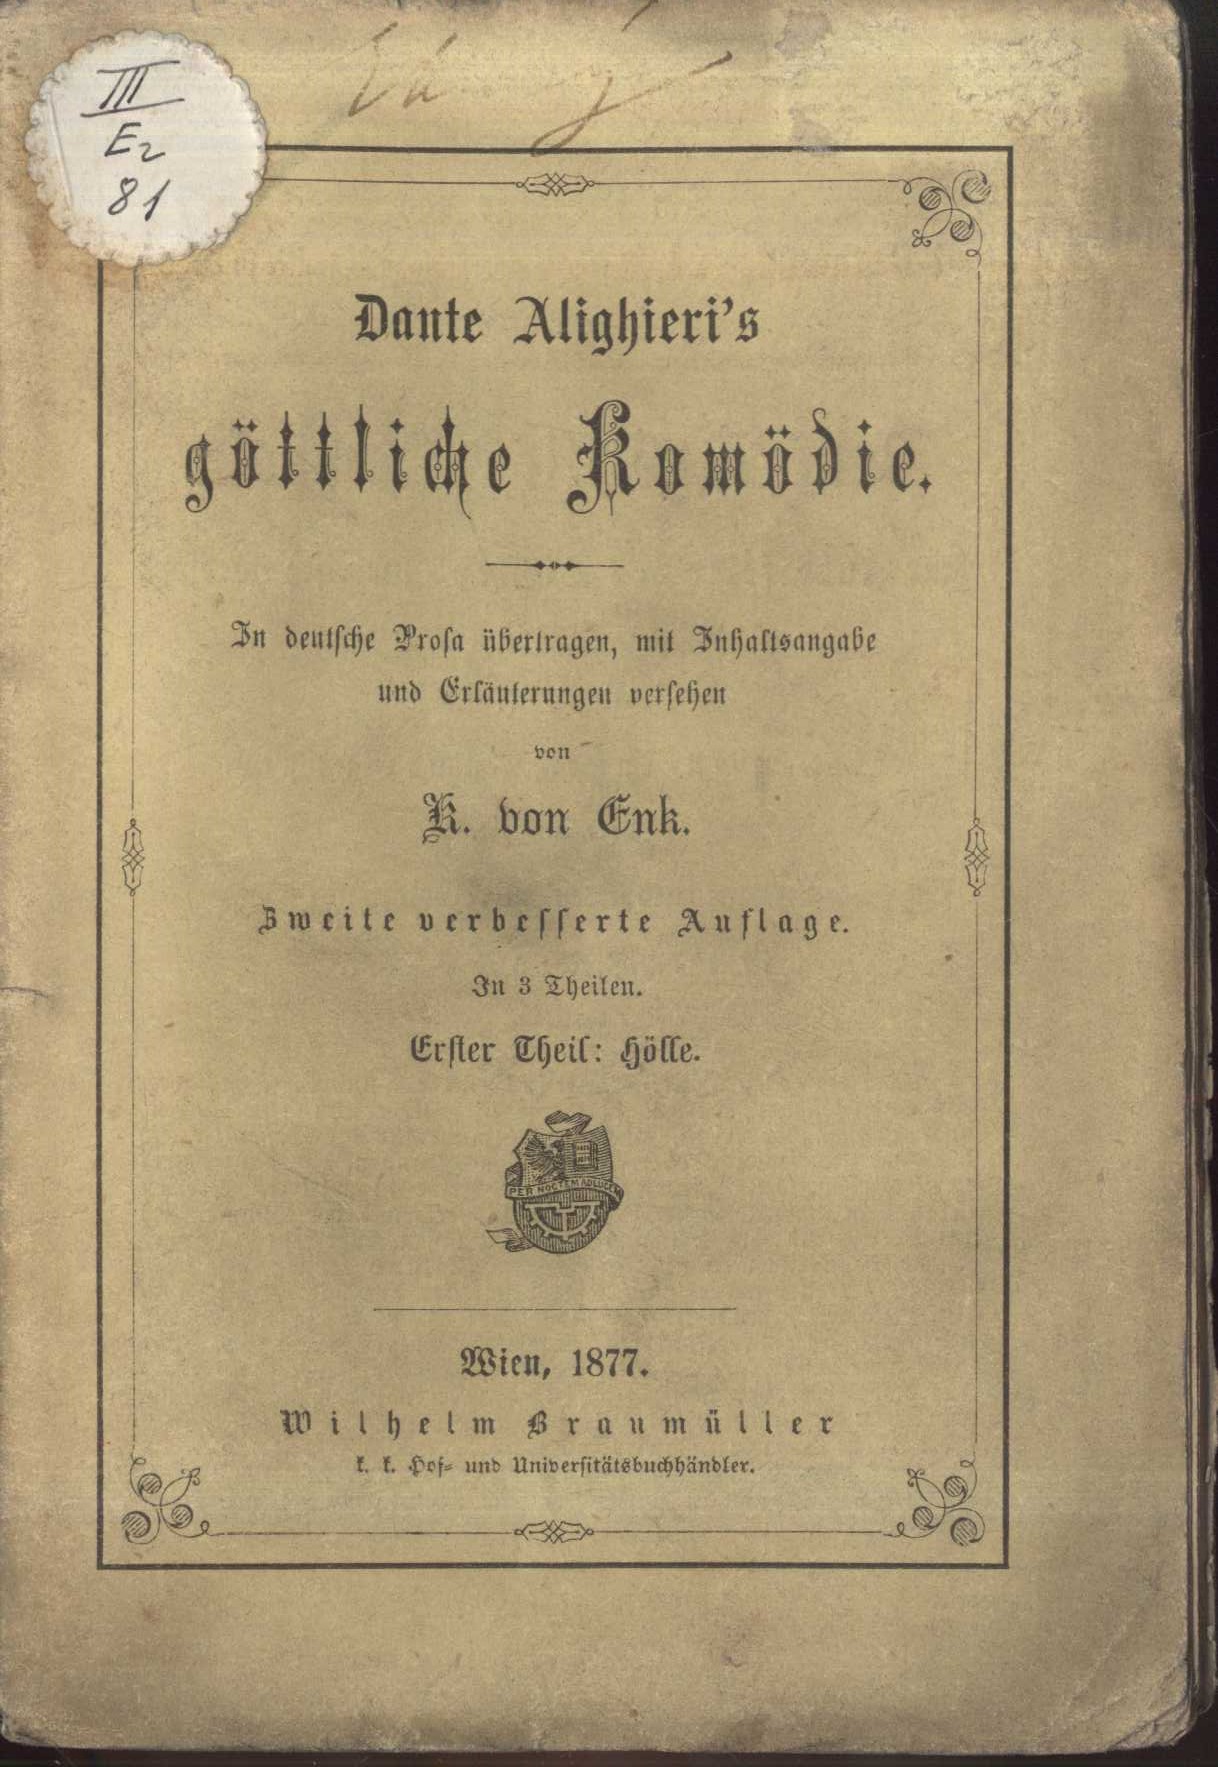 III
E2
81
Dante Alighieri's
göttliche Komödie.
In deutſche Proſa übertragen, mit Inhaltsangabe
und Erläuterungen verſehen
von
K. von Enk.
Zweite verbeſſerte Auflage.
In 3 Theilen.
Erſter Theil: Hölle.
PER NOCTEM AD LUCEM
Wien, 1877.
Wilhelm Braumüller
k. k. Hof- und Univerſitätsbuchhändler.